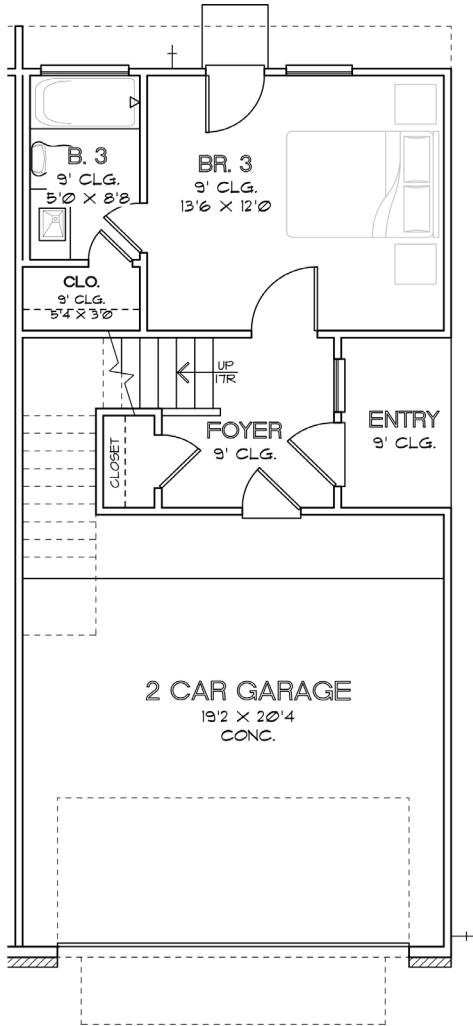 B. 3
9' CLG.
5'0 X 8'8
BR. 3
9' CLG.
13'6 X 12'0
CLO.
9' CLG.
5'4 X 3'0
UP
17R
FOYER
9' CLG.
ENTRY
9' CLG.
CLOSET
2 CAR GARAGE
19'2 X 20'4
CONC.